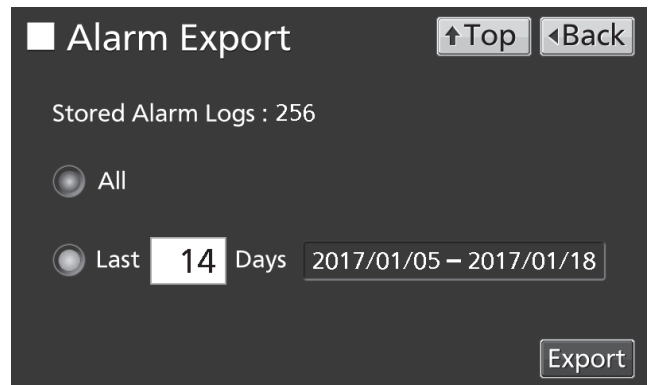 Alarm Export ↑Top ◂Back
Stored Alarm Logs : 256
All
Last 14 Days 2017/01/05 – 2017/01/18
Export